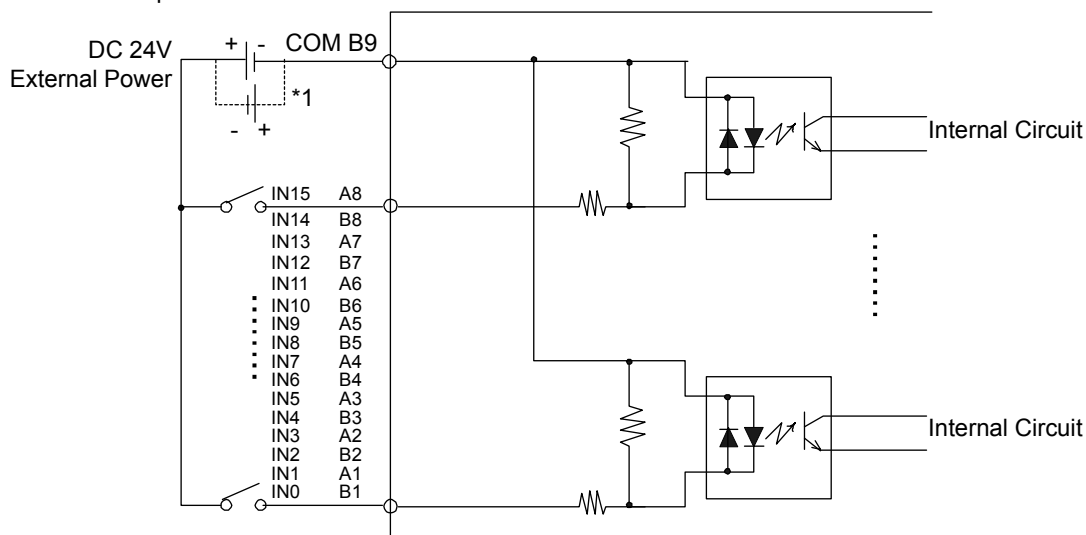 DC 24V
External Power
+ -
COM B9
*1
- +
IN15 A8
IN14 B8
IN13 A7
IN12 B7
IN11 A6
IN10 B6
IN9 A5
IN8 B5
IN7 A4
IN6 B4
IN5 A3
IN4 B3
IN3 A2
IN2 B2
IN1 A1
IN0 B1
Internal Circuit
Internal Circuit